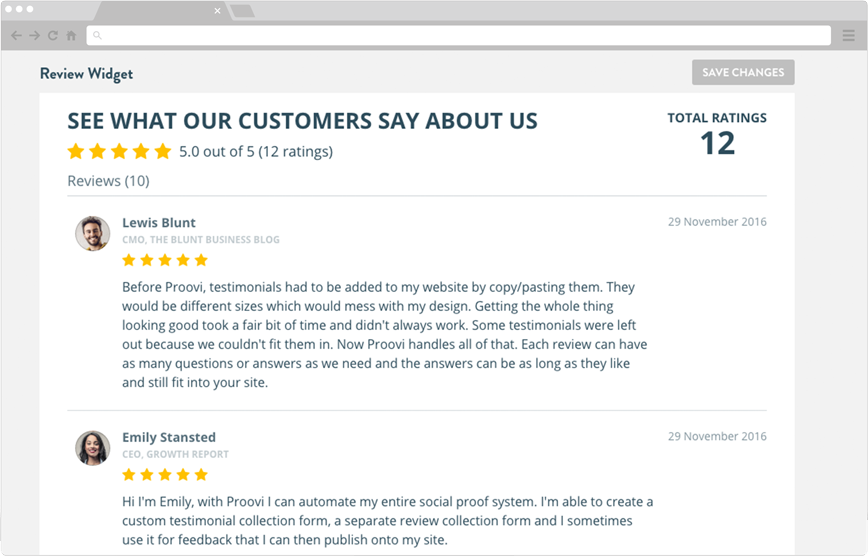 Review Widget
SAVE CHANGES
SEE WHAT OUR CUSTOMERS SAY ABOUT US
TOTAL RATINGS
12
5.0 out of 5 (12 ratings)
Reviews (10)
Lewis Blunt
29 November 2016
CMO, THE BLUNT BUSINESS BLOG
Before Proovi, testimonials had to be added to my website by copy/pasting them. They
would be different sizes which would mess with my design. Getting the whole thing
looking good took a fair bit of time and didn't always work. Some testimonials were left
out because we couldn't fit them in. Now Proovi handles all of that. Each review can have
as many questions or answers as we need and the answers can be as long as they like
and still fit into your site.
Emily Stansted
29 November 2016
CEO, GROWTH REPORT
Hi I'm Emily, with Proovi I can automate my entire social proof system. I'm able to create a
custom testimonial collection form, a separate review collection form and I sometimes
use it for feedback that I can then publish onto my site.